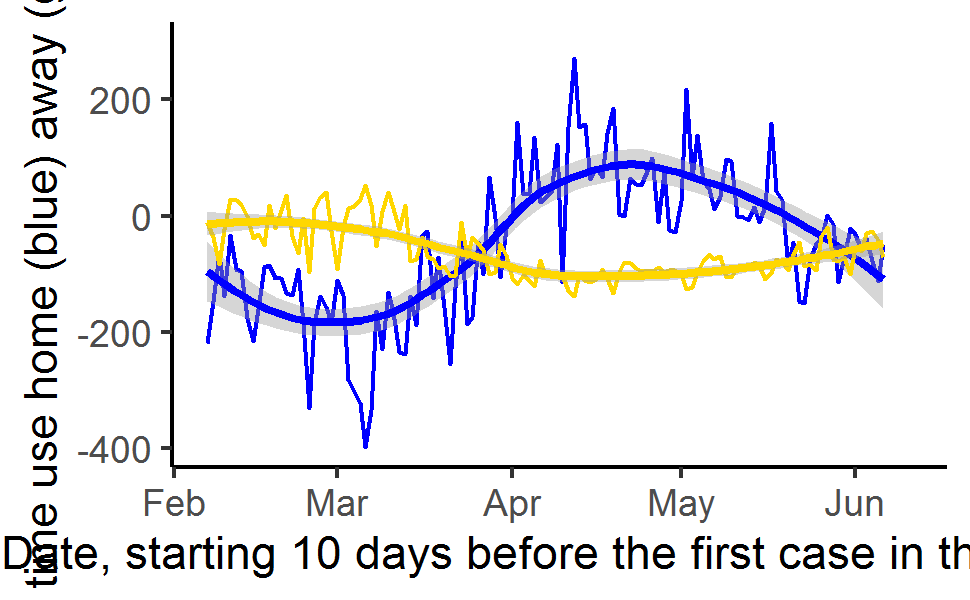 time use home (blue) away (
200
0
-200
-400
Feb Mar Apr May Jun
Date, starting 10 days before the first case in th